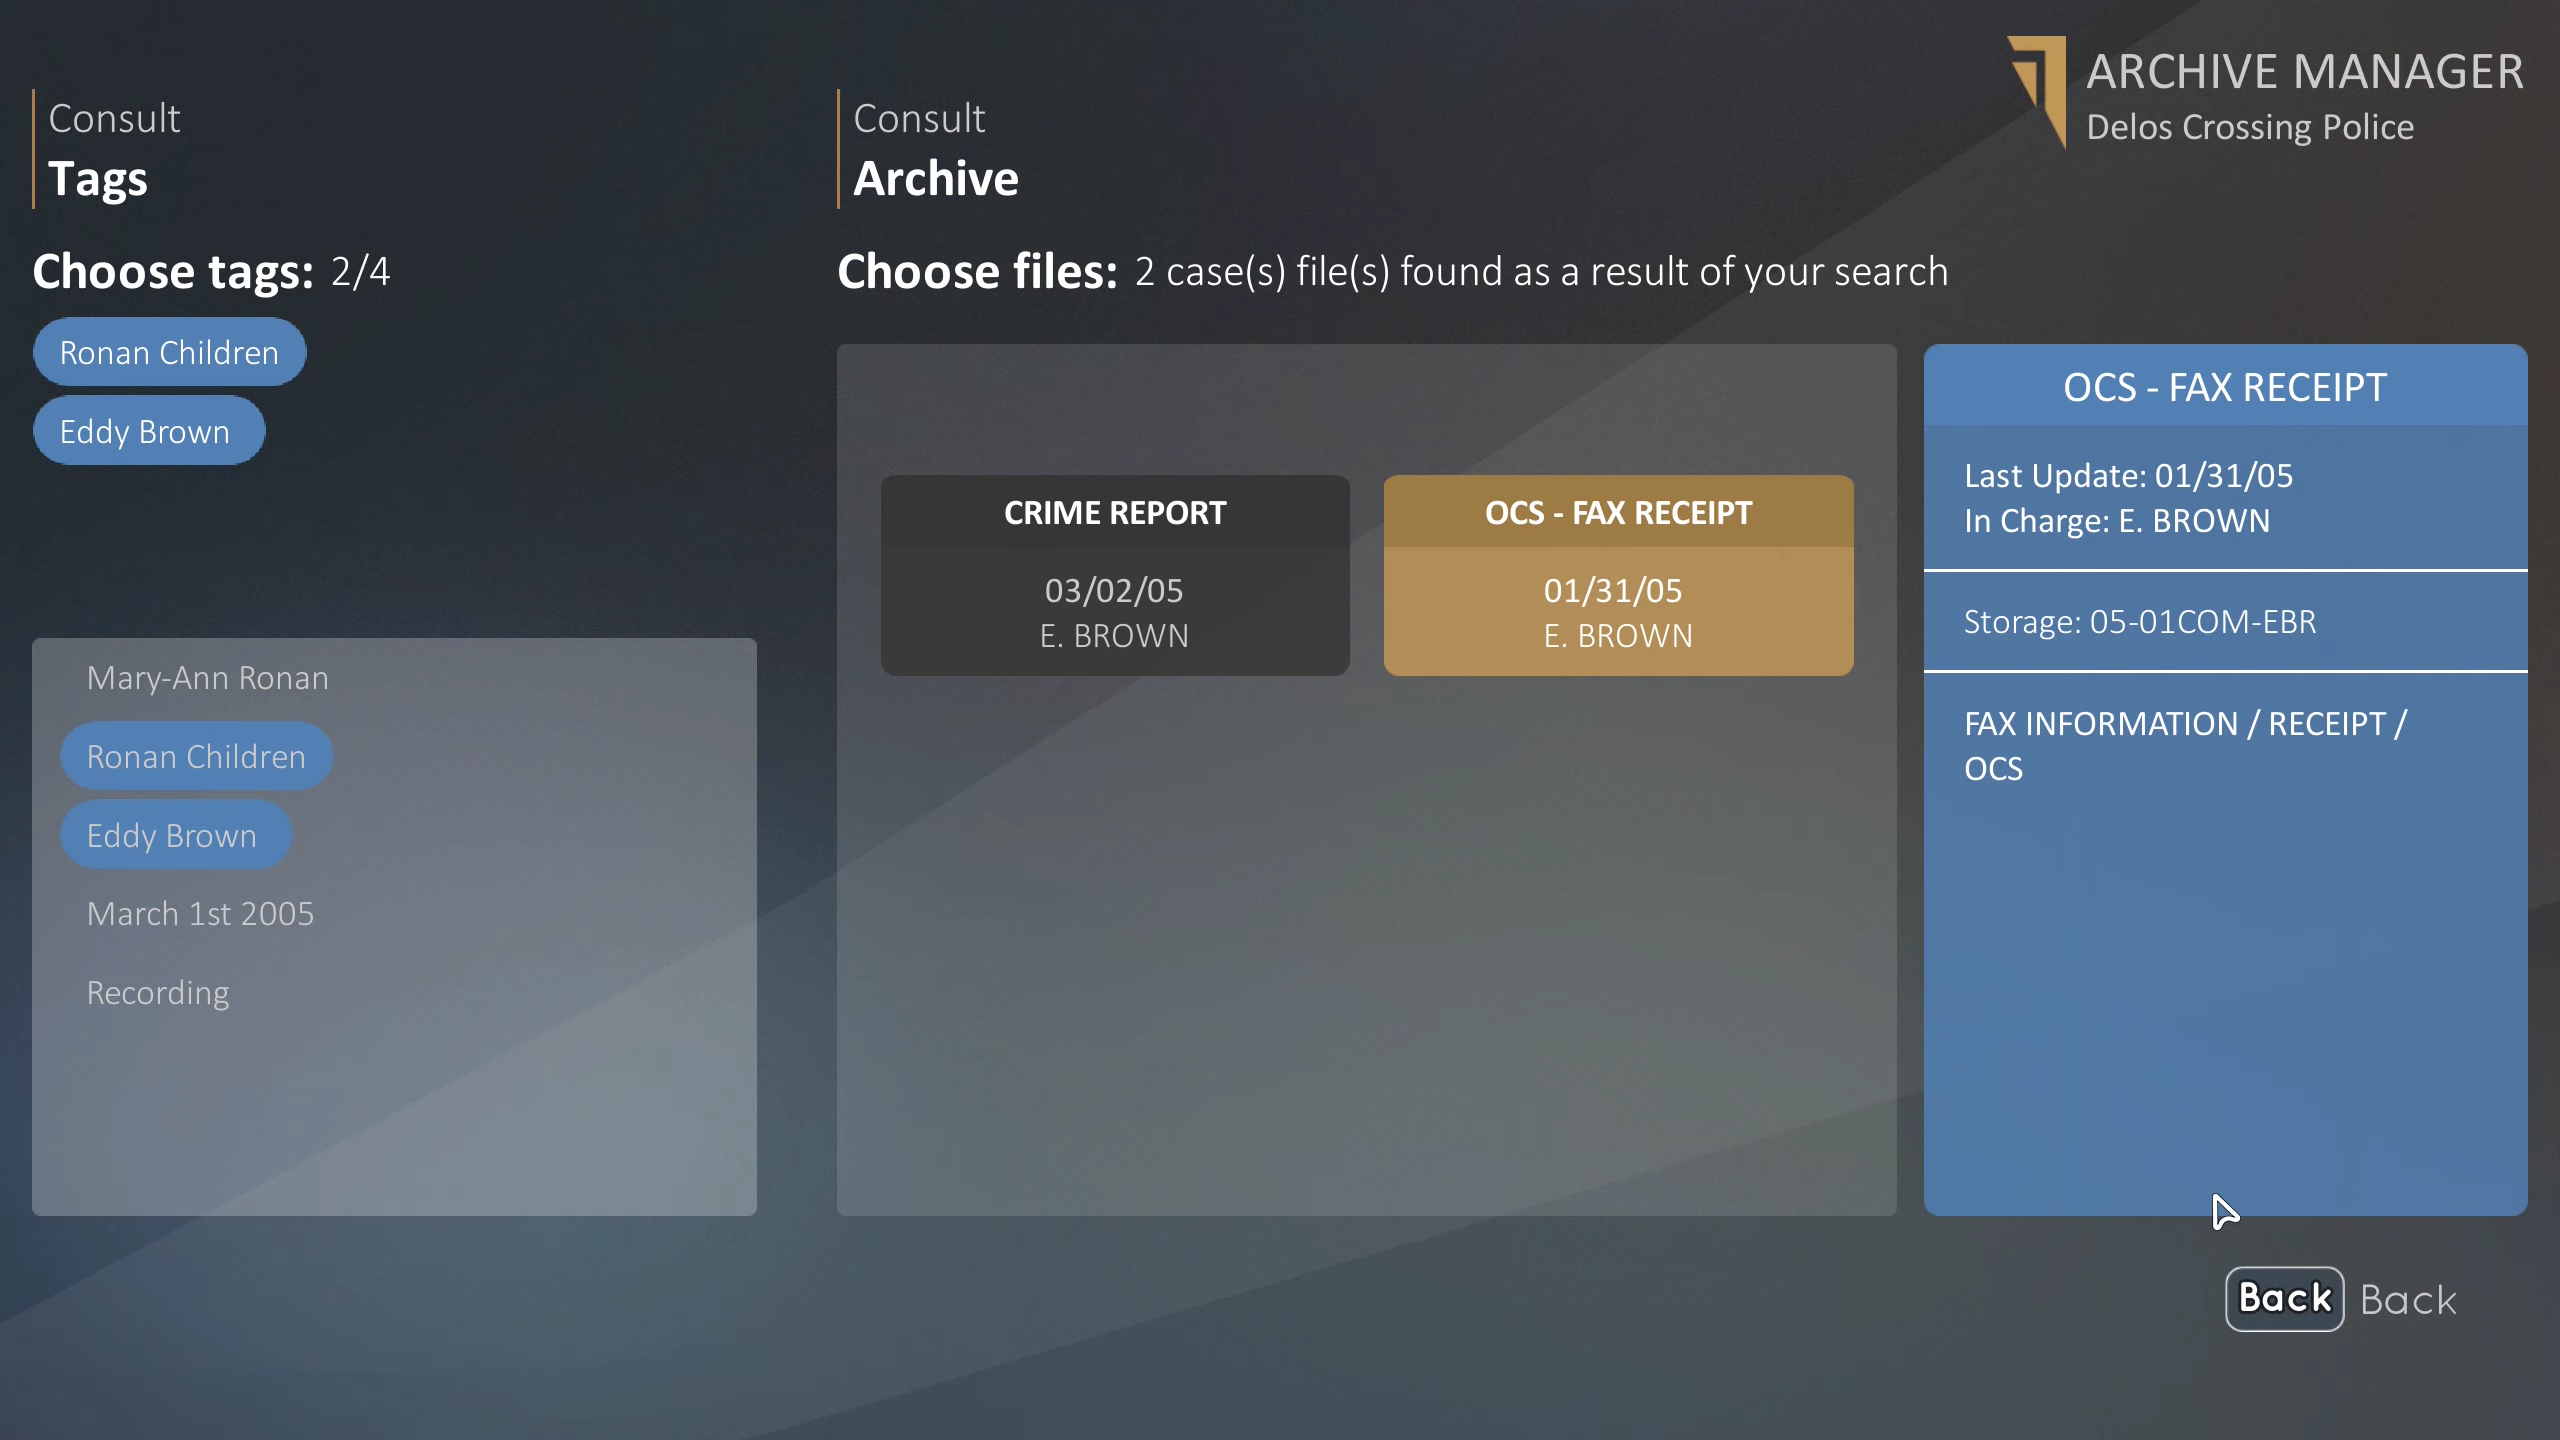 ARCHIVE MANAGER
Delos Crossing Police
Consult
Tags
Choose tags: 2/4
Ronan Children
Eddy Brown
Mary-Ann Ronan
Ronan Children
Eddy Brown
March 1st 2005
Recording
Consult
Archive
Choose files: 2 case(s) file(s) found as a result of your search
CRIME REPORT
03/02/05
E. BROWN
OCS - FAX RECEIPT
01/31/05
E. BROWN
OCS - FAX RECEIPT
Last Update: 01/31/05
In Charge: E. BROWN
Storage: 05-01COM-EBR
FAX INFORMATION / RECEIPT /
OCS
Back Back